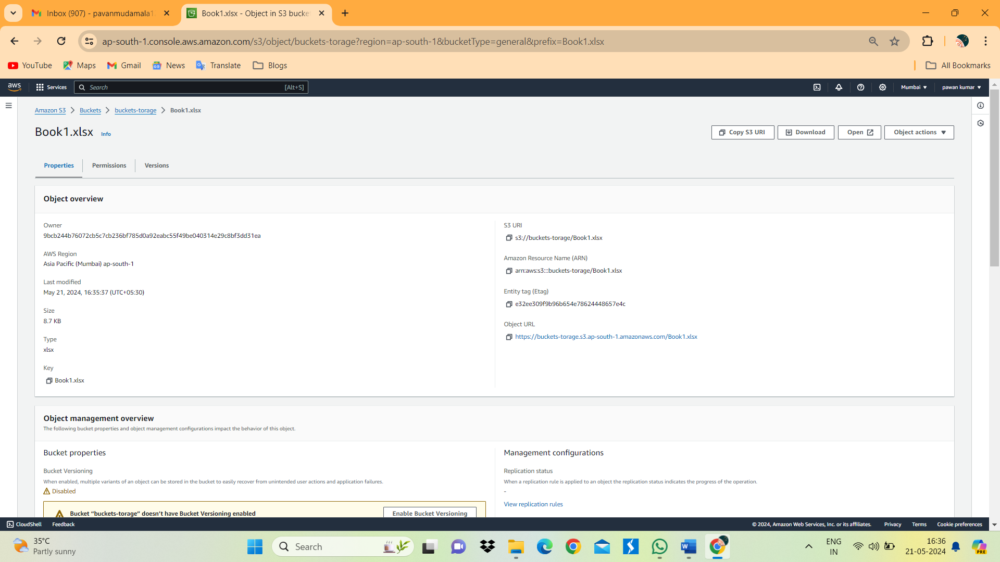 Inbox (907) - pavanmudamala1
Book1.xlsx - Object in S3 bucke
ap-south-1.console.aws.amazon.com/s3/object/buckets-torage?region=ap-south-1&bucketType=general&prefix=Book1.xlsx
YouTube Maps Gmail News Translate Blogs All Bookmarks
aws Services Search [Alt+S] Mumbai pawan kumar
Amazon S3 Buckets buckets-torage Book1.xlsx
Book1.xlsx Info Copy S3 URI Download Open Object actions
Properties Permissions Versions
Object overview
Owner
9bcb244b76072cb5c7cb236bf785d0a92eabc55f49be040314e29c8bf3dd31ea
AWS Region
Asia Pacific (Mumbai) ap-south-1
Last modified
May 21, 2024, 16:35:37 (UTC+05:30)
Size
8.7 KB
Type
xlsx
Key
Book1.xlsx
S3 URI
s3://buckets-torage/Book1.xlsx
Amazon Resource Name (ARN)
arn:aws:s3:::buckets-torage/Book1.xlsx
Entity tag (Etag)
e32ee309f9b96b654e78624448657e4c
Object URL
https://buckets-torage.s3.ap-south-1.amazonaws.com/Book1.xlsx
Object management overview
The following bucket properties and object management configurations impact the behavior of this object.
Bucket properties
Bucket Versioning
When enabled, multiple variants of an object can be stored in the bucket to easily recover from unintended user actions and application failures.
Disabled
Bucket “buckets-torage” doesn’t have Bucket Versioning enabled Enable Bucket Versioning
Management configurations
Replication status
When a replication rule is applied to an object the replication status indicates the progress of the operation.
-
View replication rules
CloudShell Feedback © 2024, Amazon Web Services, Inc. or its affiliates. Privacy Terms Cookie preferences
35°C
Partly sunny
Search
ENG
IN
16:36
21-05-2024
PRE